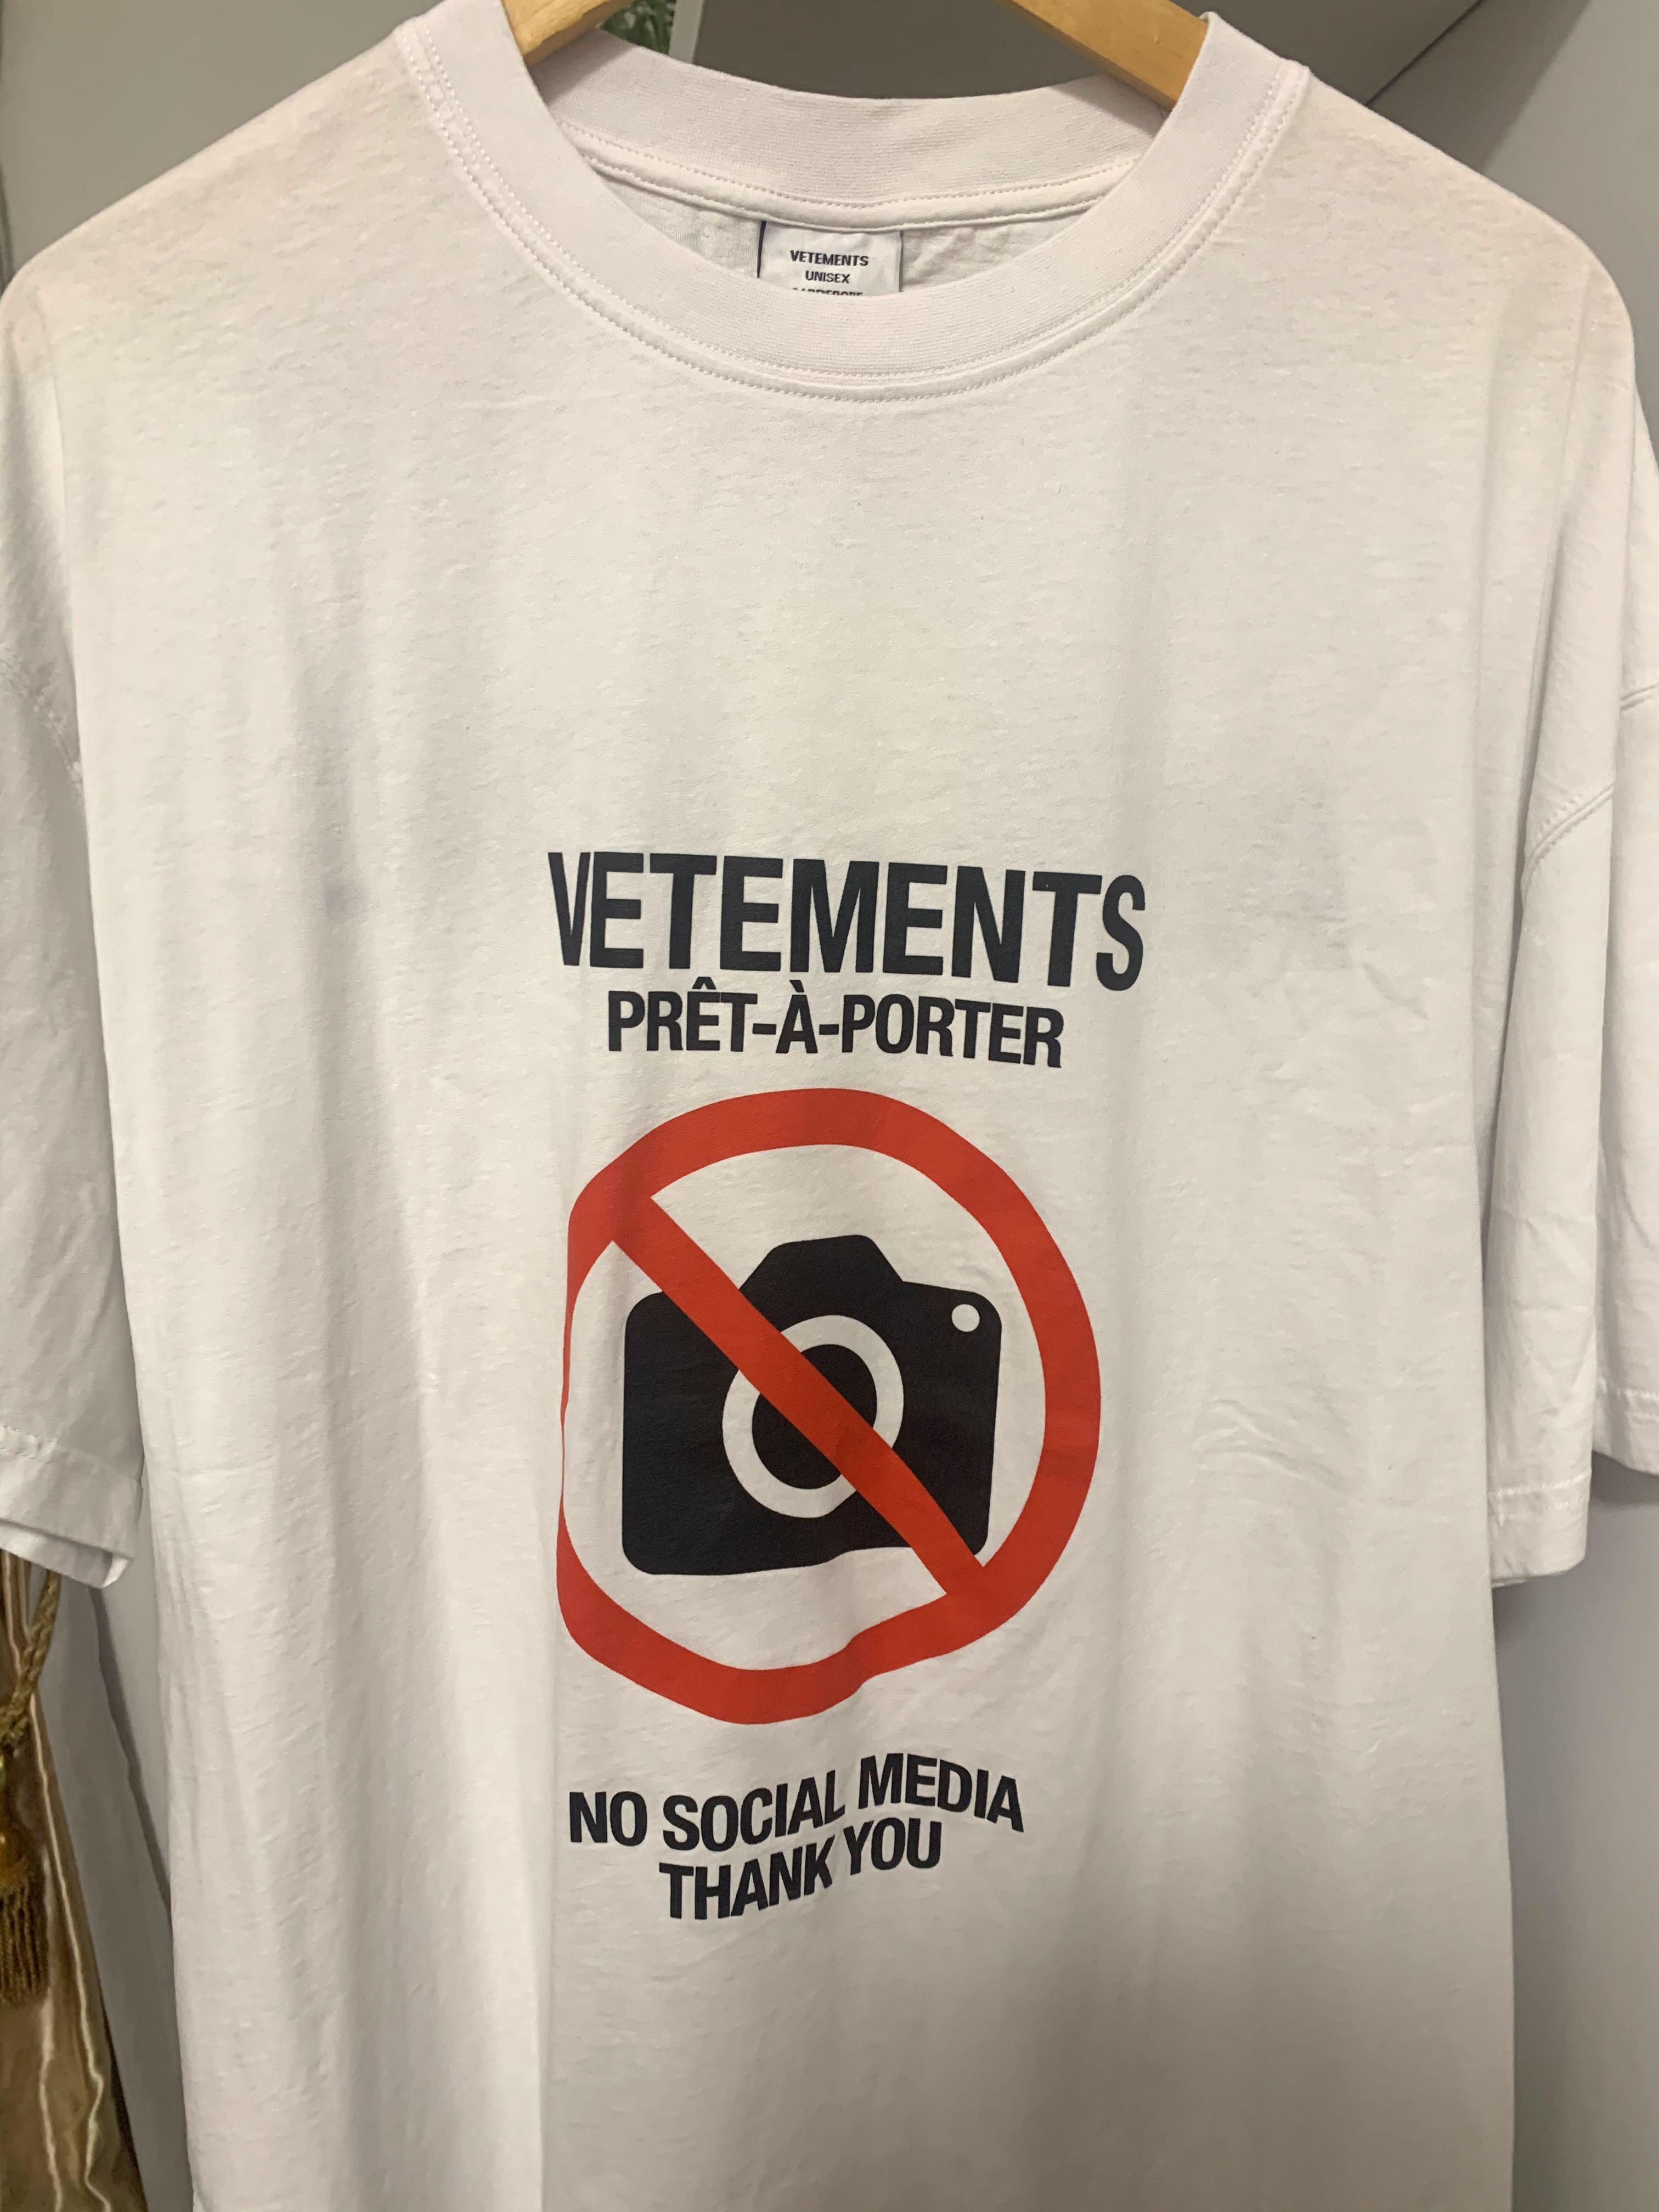 VETEMENTS
UNISEX
VETEMENTS
PRÊT-À-PORTER
NO SOCIAL MEDIA
THANK YOU